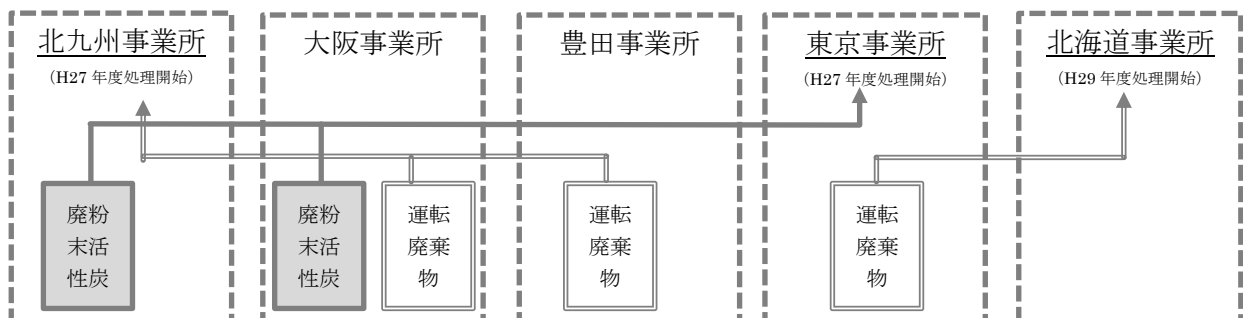 北九州事業所
（H27 年度処理開始）
大阪事業所
豊田事業所
東京事業所
（H27 年度処理開始）
北海道事業所
（H29 年度処理開始）
廃粉
末活
性炭
廃粉
末活
性炭
運転
廃棄
物
運転
廃棄
物
運転
廃棄
物